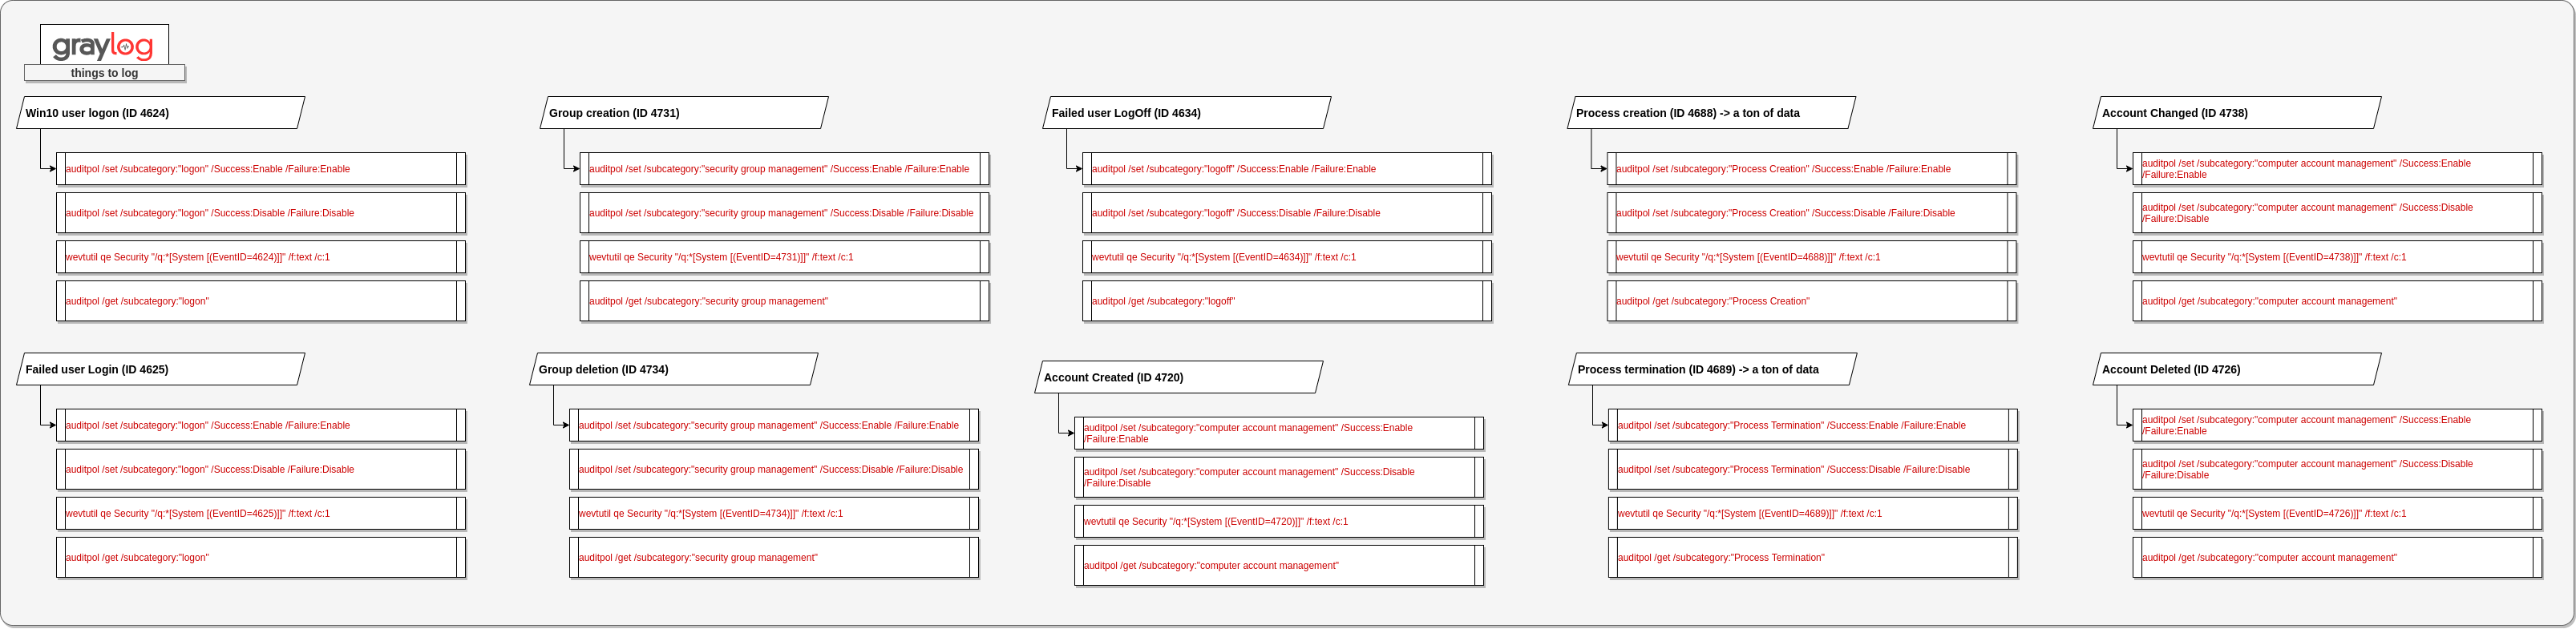 graylog
things to log
Win10 user logon (ID 4624)
auditpol /set /subcategory:"logon" /Success:Enable /Failure:Enable
auditpol /set /subcategory:"logon" /Success:Disable /Failure:Disable
wevtutil qe Security "/q:*[System [(EventID=4624)]]" /f:text /c:1
auditpol /get /subcategory:"logon"
Group creation (ID 4731)
auditpol /set /subcategory:"security group management" /Success:Enable /Failure:Enable
auditpol /set /subcategory:"security group management" /Success:Disable /Failure:Disable
wevtutil qe Security "/q:*[System [(EventID=4731)]]" /f:text /c:1
auditpol /get /subcategory:"security group management"
Failed user LogOff (ID 4634)
auditpol /set /subcategory:"logoff" /Success:Enable /Failure:Enable
auditpol /set /subcategory:"logoff" /Success:Disable /Failure:Disable
wevtutil qe Security "/q:*[System [(EventID=4634)]]" /f:text /c:1
auditpol /get /subcategory:"logoff"
Process creation (ID 4688) -> a ton of data
auditpol /set /subcategory:"Process Creation" /Success:Enable /Failure:Enable
auditpol /set /subcategory:"Process Creation" /Success:Disable /Failure:Disable
wevtutil qe Security "/q:*[System [(EventID=4688)]]" /f:text /c:1
auditpol /get /subcategory:"Process Creation"
Account Changed (ID 4738)
auditpol /set /subcategory:"computer account management" /Success:Enable
/Failure:Enable
auditpol /set /subcategory:"computer account management" /Success:Disable
/Failure:Disable
wevtutil qe Security "/q:*[System [(EventID=4738)]]" /f:text /c:1
auditpol /get /subcategory:"computer account management"
Failed user Login (ID 4625)
auditpol /set /subcategory:"logon" /Success:Enable /Failure:Enable
auditpol /set /subcategory:"logon" /Success:Disable /Failure:Disable
wevtutil qe Security "/q:*[System [(EventID=4625)]]" /f:text /c:1
auditpol /get /subcategory:"logon"
Group deletion (ID 4734)
auditpol /set /subcategory:"security group management" /Success:Enable /Failure:Enable
auditpol /set /subcategory:"security group management" /Success:Disable /Failure:Disable
wevtutil qe Security "/q:*[System [(EventID=4734)]]" /f:text /c:1
auditpol /get /subcategory:"security group management"
Account Created (ID 4720)
auditpol /set /subcategory:"computer account management" /Success:Enable
/Failure:Enable
auditpol /set /subcategory:"computer account management" /Success:Disable
/Failure:Disable
wevtutil qe Security "/q:*[System [(EventID=4720)]]" /f:text /c:1
auditpol /get /subcategory:"computer account management"
Process termination (ID 4689) -> a ton of data
auditpol /set /subcategory:"Process Termination" /Success:Enable /Failure:Enable
auditpol /set /subcategory:"Process Termination" /Success:Disable /Failure:Disable
wevtutil qe Security "/q:*[System [(EventID=4689)]]" /f:text /c:1
auditpol /get /subcategory:"Process Termination"
Account Deleted (ID 4726)
auditpol /set /subcategory:"computer account management" /Success:Enable
/Failure:Enable
auditpol /set /subcategory:"computer account management" /Success:Disable
/Failure:Disable
wevtutil qe Security "/q:*[System [(EventID=4726)]]" /f:text /c:1
auditpol /get /subcategory:"computer account management"